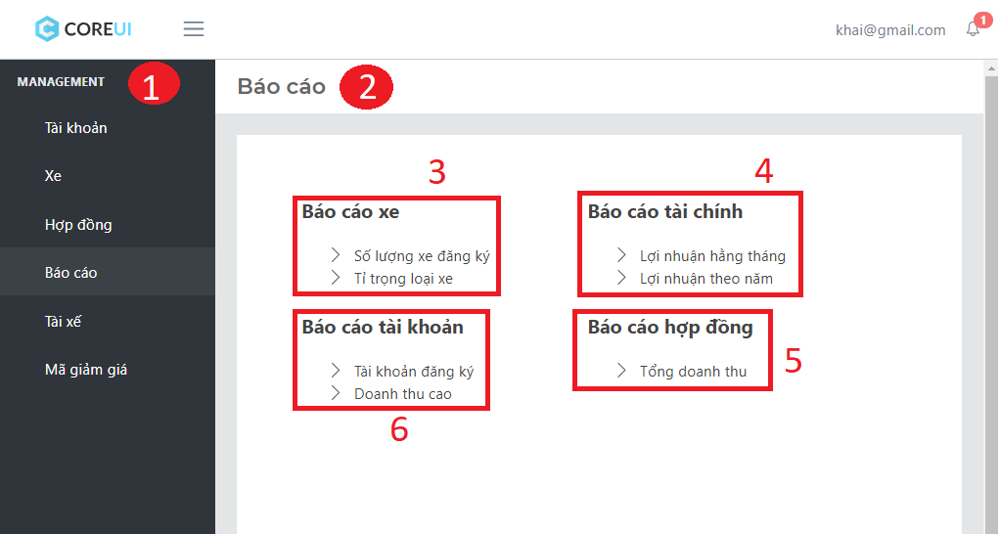 COREUI
khai@gmail.com
1
MANAGEMENT
1
Tài khoản
Xe
Hợp đồng
Báo cáo
Tài xế
Mã giảm giá
Báo cáo
2
3
Báo cáo xe
Số lượng xe đăng ký
Tỉ trọng loại xe
4
Báo cáo tài chính
Lợi nhuận hằng tháng
Lợi nhuận theo năm
Báo cáo tài khoản
Tài khoản đăng ký
Doanh thu cao
6
Báo cáo hợp đồng
Tổng doanh thu
5